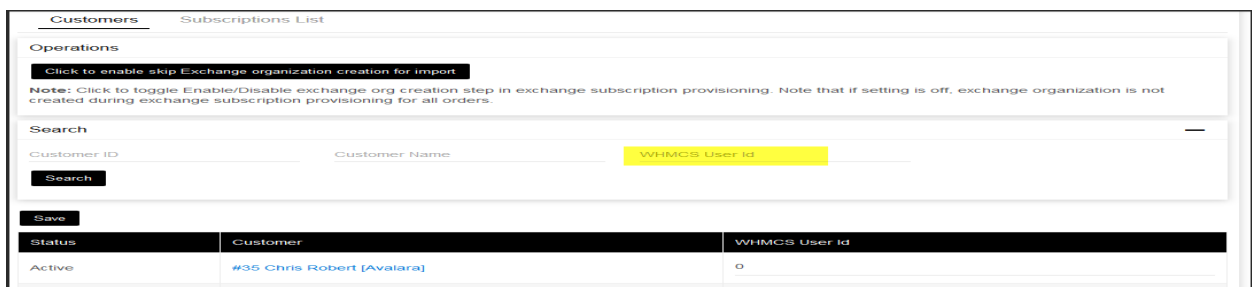 Customers Subscriptions List
Operations
Click to enable skip Exchange organization creation for import
Note: Click to toggle Enable/Disable exchange org creation step in exchange subscription provisioning. Note that if setting is off, exchange organization is not
created during exchange subscription provisioning for all orders.
Search
Customer ID Customer Name WHMCS User Id
Search
Save
Status Customer WHMCS User Id
Active #35 Chris Robert [Avalara] 0